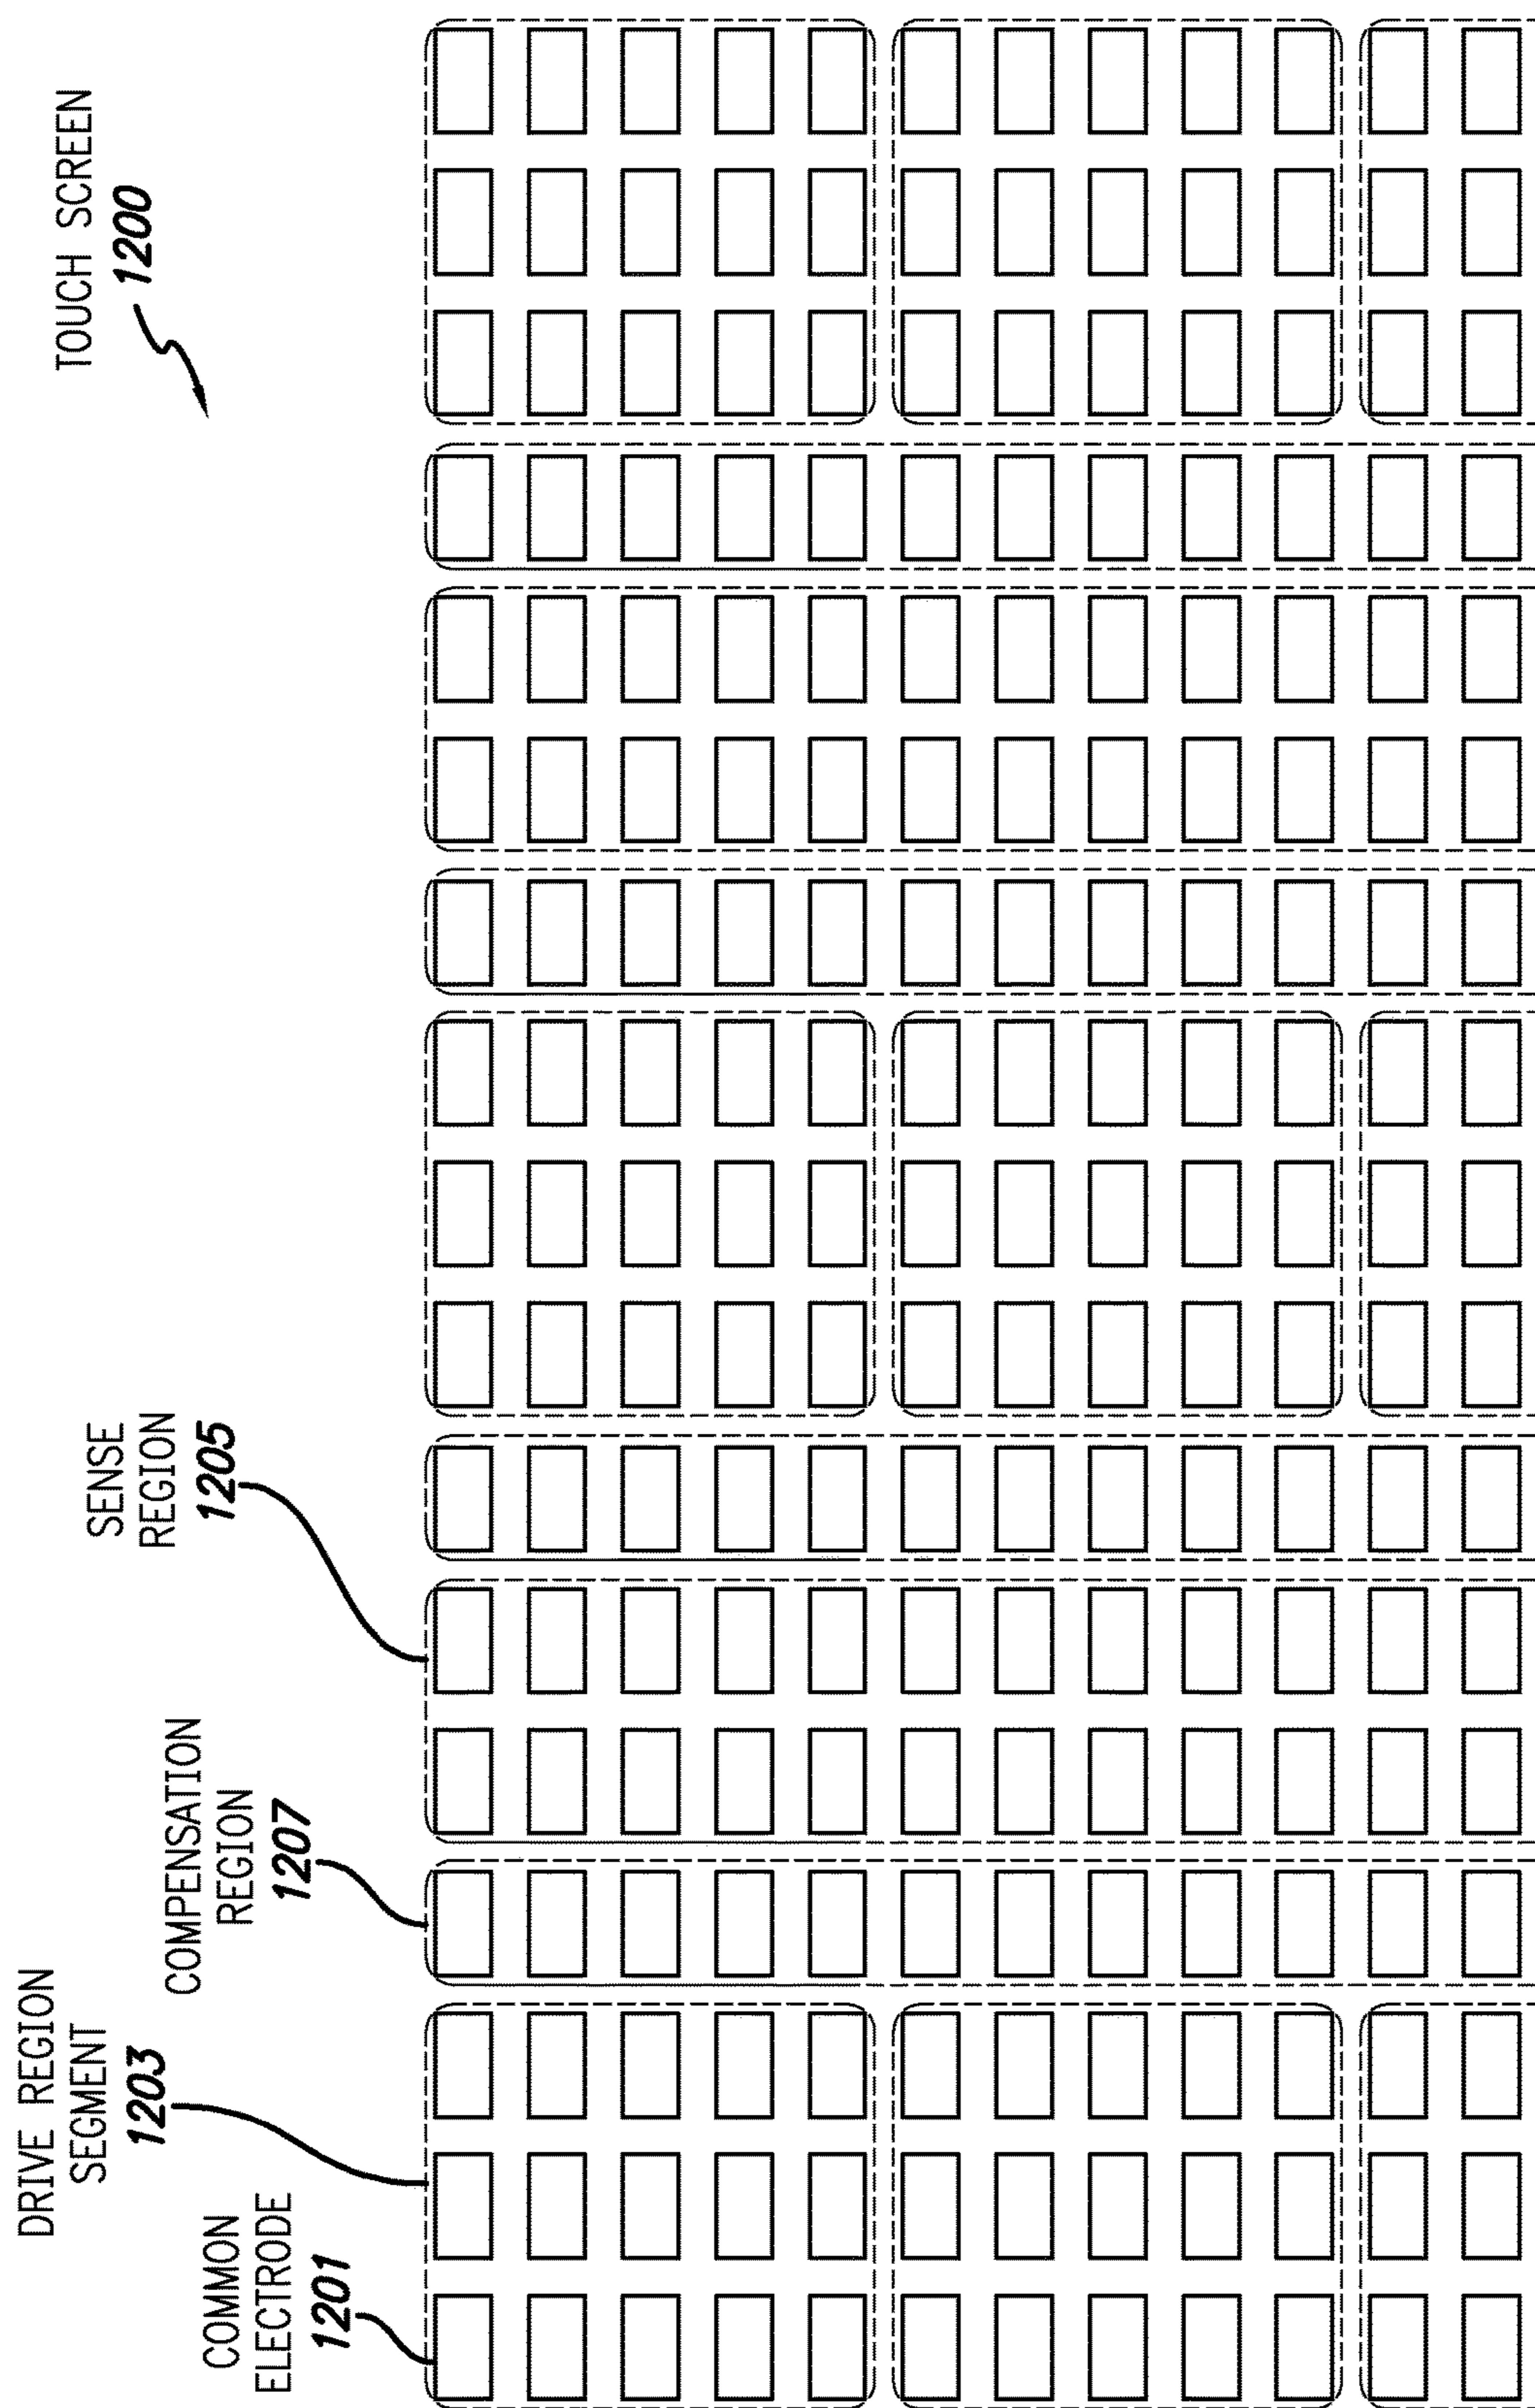 TOUCH SCREEN
1200
SENSE
REGION
1205
COMPENSATION
REGION
1207
DRIVE REGION
SEGMENT
1203
COMMON
ELECTRODE
1201